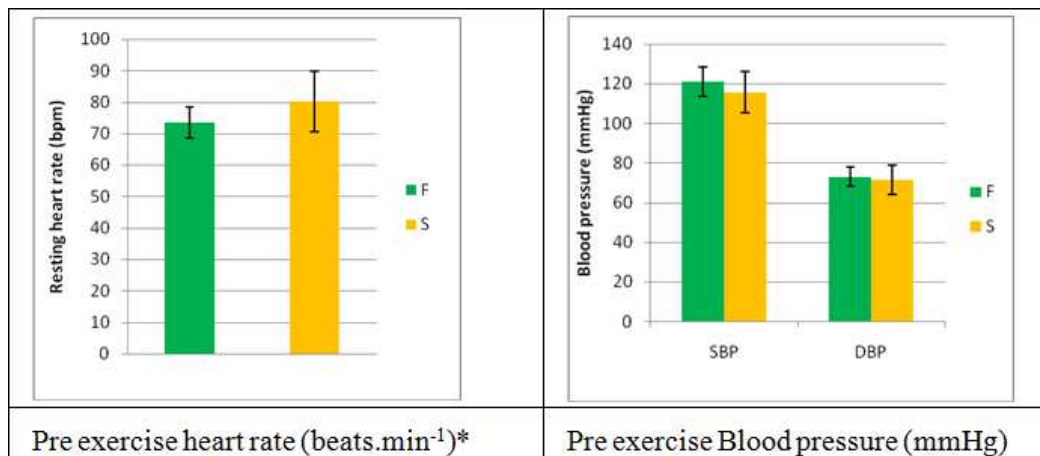 100
90
80
70
60
50
40
30
20
10
0
Resting heart rate (bpm)
F
S
140
120
100
80
60
40
20
0
Blood pressure (mmHg)
SBP DBP
F
S
Pre exercise heart rate (beats.min-1)*
Pre exercise Blood pressure (mmHg)